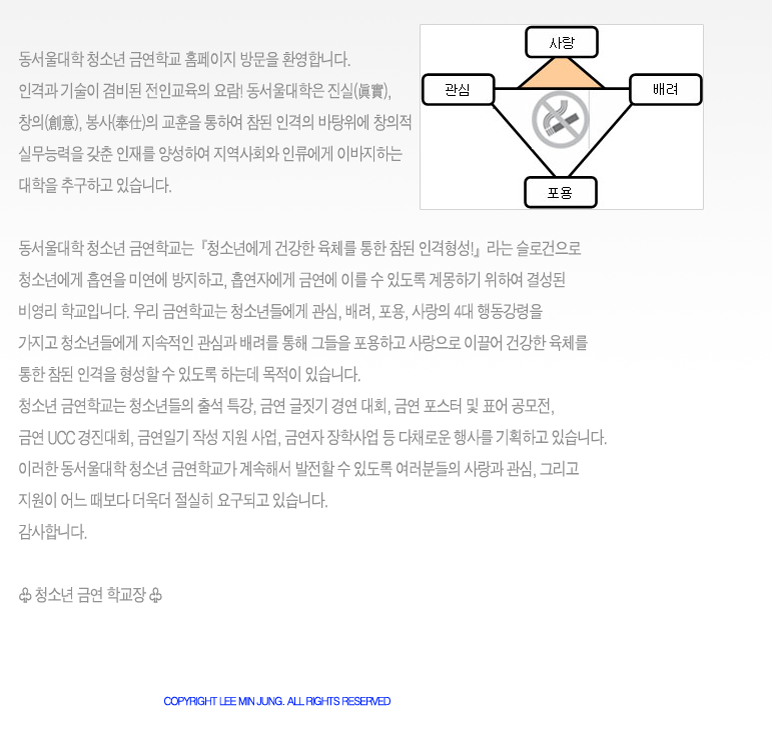 동서울대학 청소년 금연학교 홈페이지 방문을 환영합니다.
인격과 기술이 겸비된 전인교육의 요람! 동서울대학은 진실(眞實),
창의(創意), 봉사(奉仕)의 교훈을 통하여 참된 인격의 바탕위에 창의적
실무능력을 갖춘 인재를 양성하여 지역사회와 인류에게 이바지하는
대학을 추구하고 있습니다.
사랑
관심
배려
포용
동서울대학 청소년 금연학교는『청소년에게 건강한 육체를 통한 참된 인격형성!』라는 슬로건으로
청소년에게 흡연을 미연에 방지하고, 흡연자에게 금연에 이를 수 있도록 계몽하기 위하여 결성된
비영리 학교입니다. 우리 금연학교는 청소년들에게 관심, 배려, 포용, 사랑의 4대 행동강령을
가지고 청소년들에게 지속적인 관심과 배려를 통해 그들을 포용하고 사랑으로 이끌어 건강한 육체를
통한 참된 인격을 형성할 수 있도록 하는데 목적이 있습니다.
청소년 금연학교는 청소년들의 출석 특강, 금연 글짓기 경연 대회, 금연 포스터 및 표어 공모전,
금연 UCC 경진대회, 금연일기 작성 지원 사업, 금연자 장학사업 등 다채로운 행사를 기획하고 있습니다.
이러한 동서울대학 청소년 금연학교가 계속해서 발전할 수 있도록 여러분들의 사랑과 관심, 그리고
지원이 어느 때보다 더욱더 절실히 요구되고 있습니다.
감사합니다.
♧ 청소년 금연 학교장 ♧
COPYRIGHT LEE MIN JUNG. ALL RIGHTS RESERVED